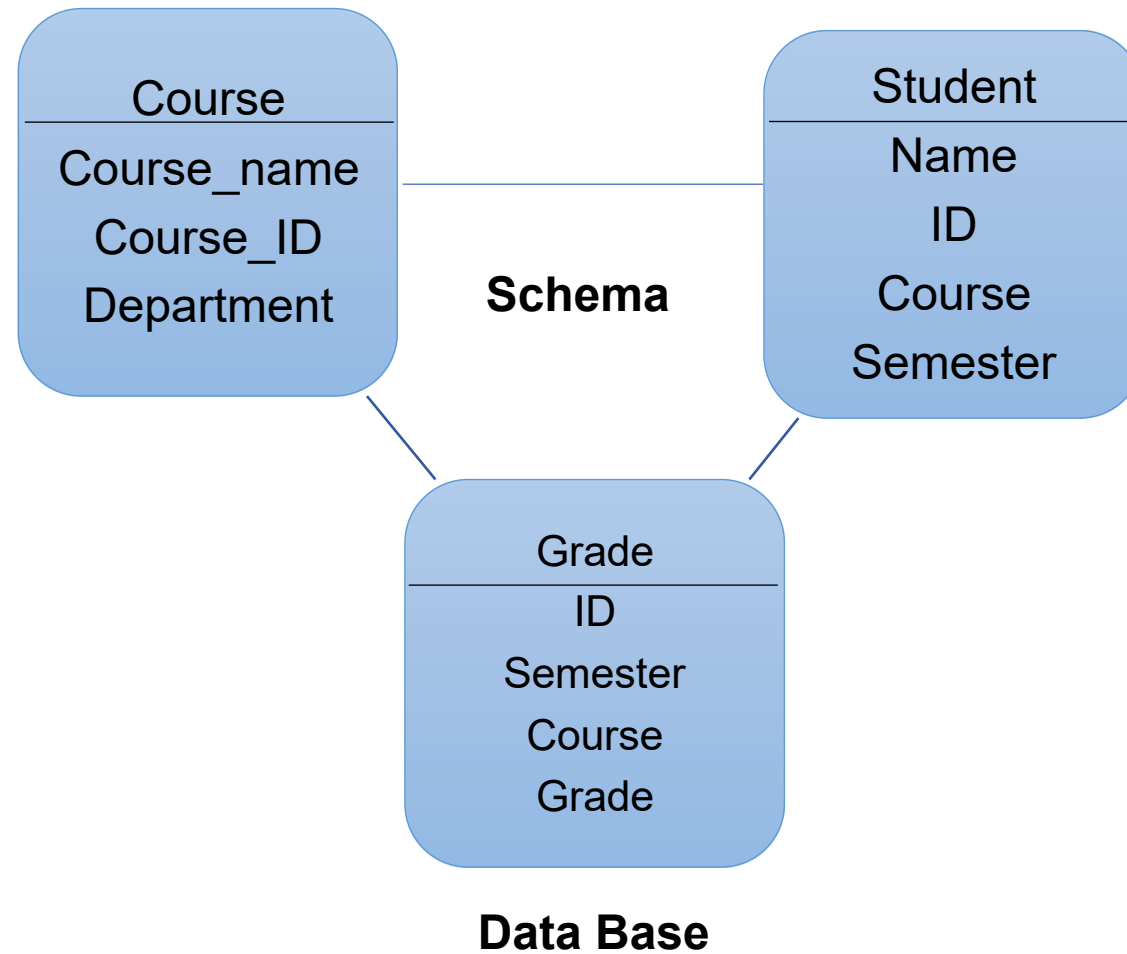 Course
Course_name
Course_ID
Department
Schema
Student
Name
ID
Course
Semester
Grade
ID
Semester
Course
Grade
Data Base